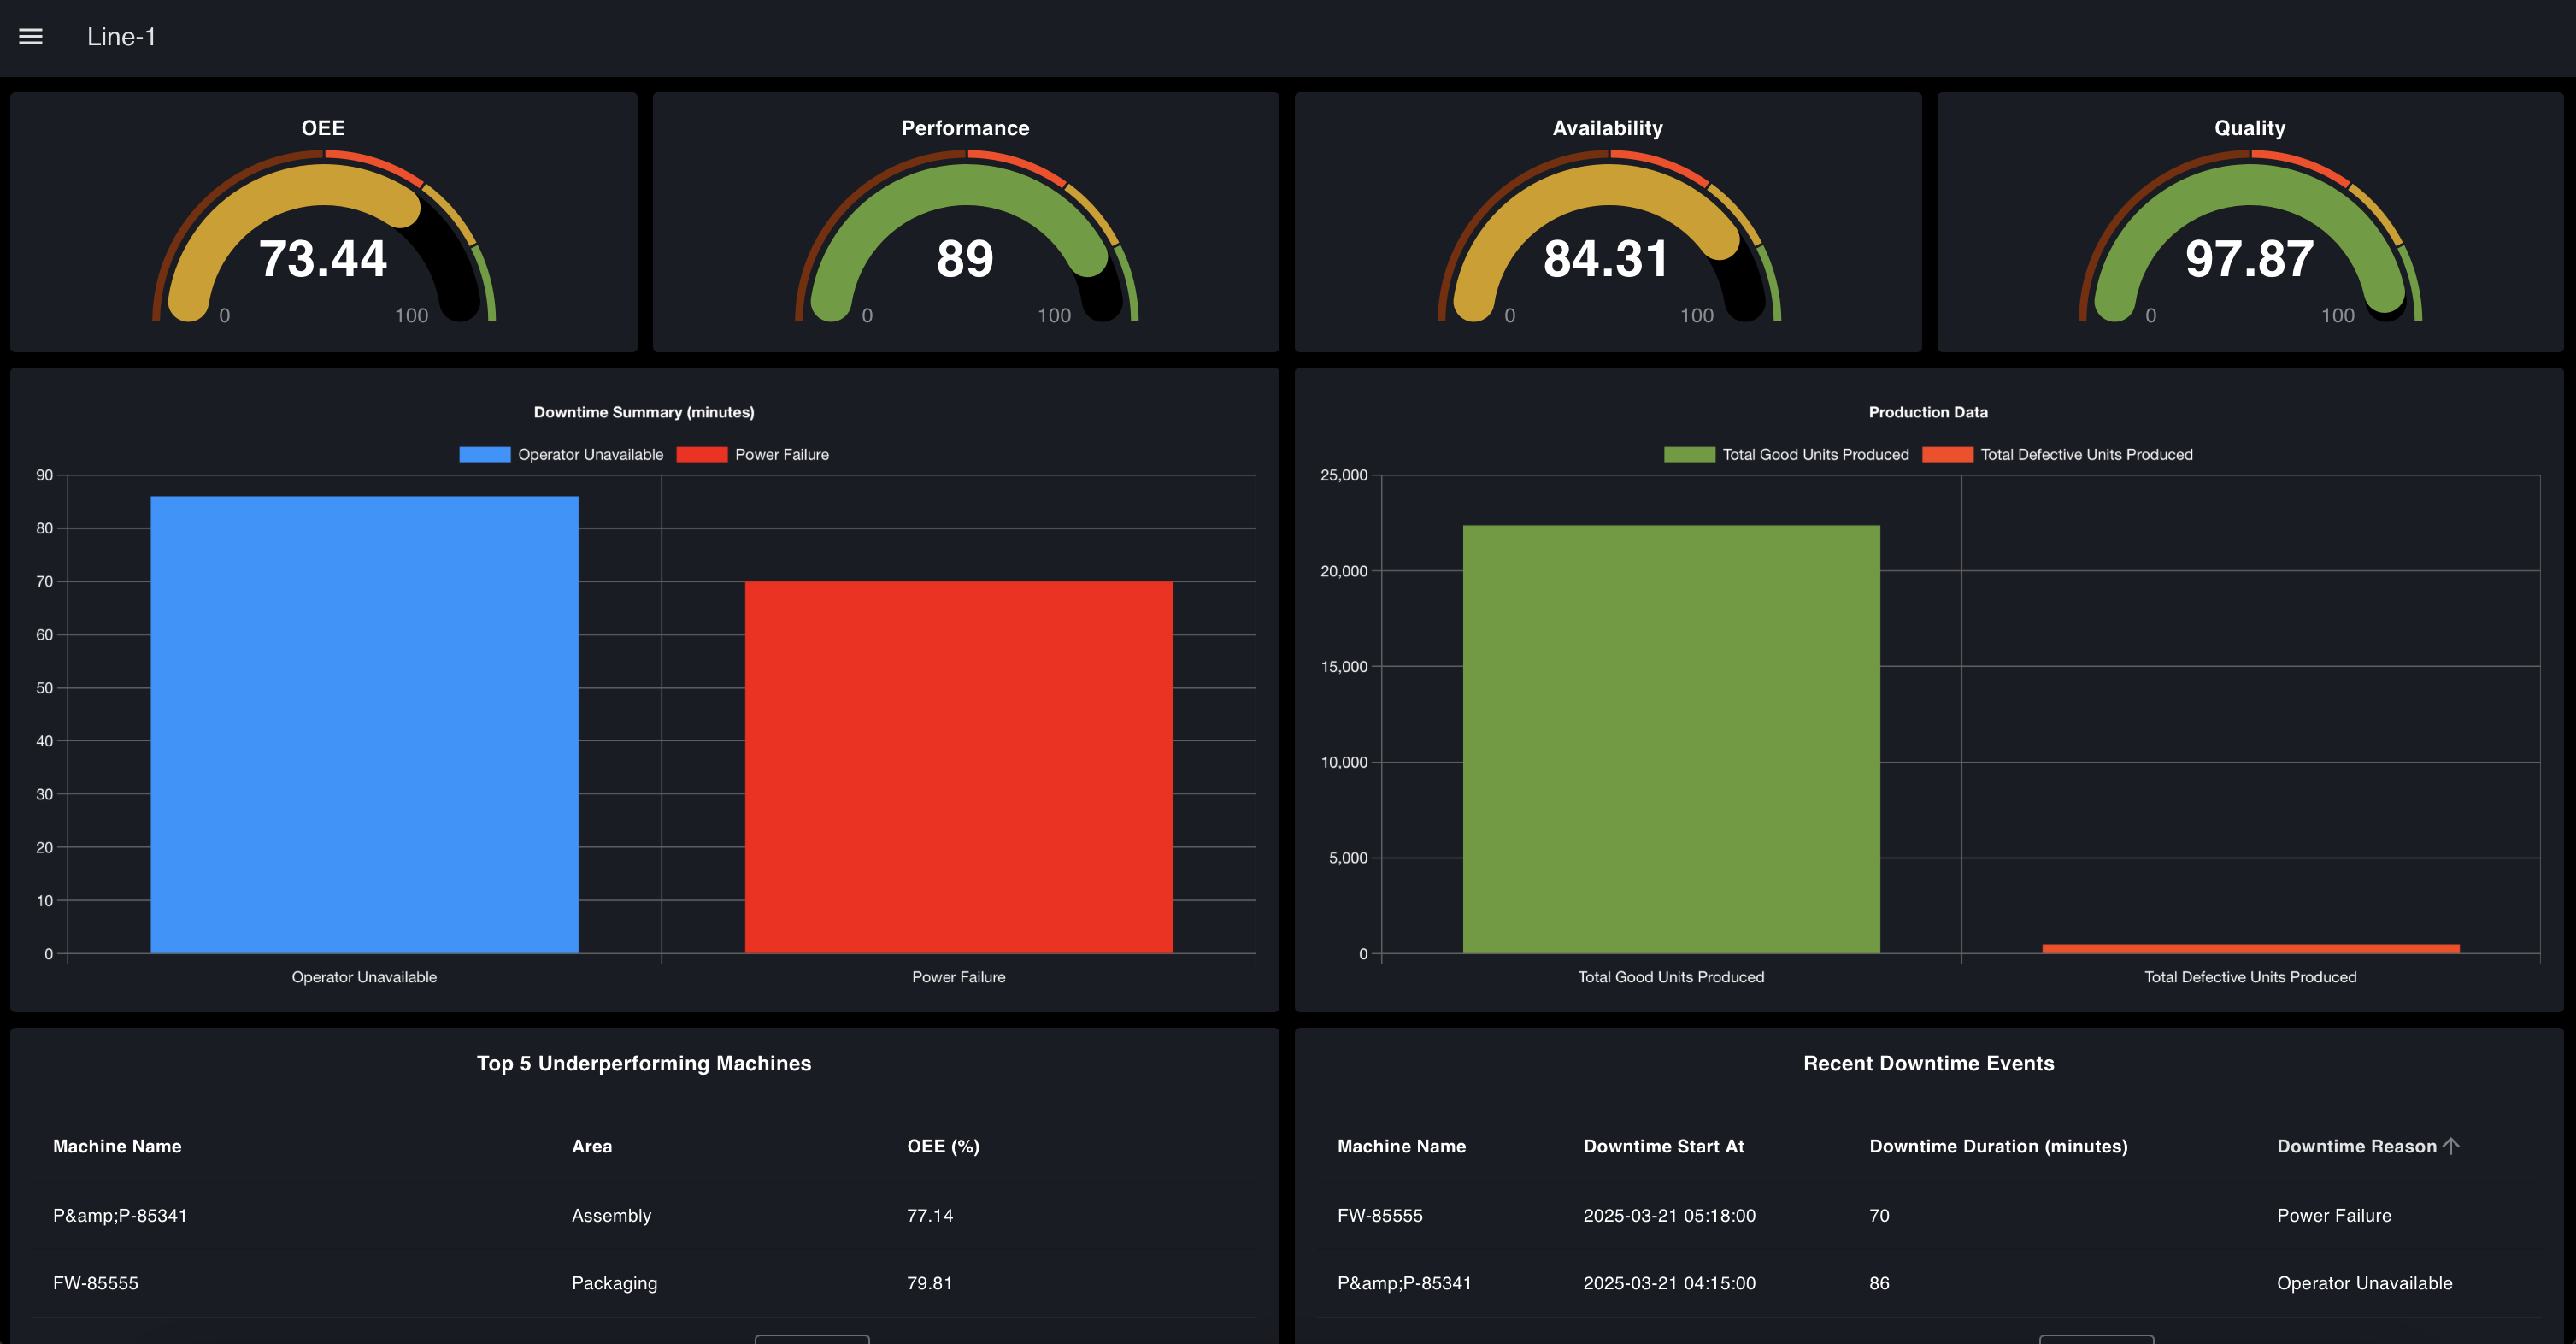 Line-1
OEE
73.44
0 100
Performance
89
0 100
Availability
84.31
0 100
Quality
97.87
0 100
Downtime Summary (minutes)
Operator Unavailable Power Failure
90
80
70
60
50
40
30
20
10
0
Operator Unavailable Power Failure
Production Data
Total Good Units Produced Total Defective Units Produced
25,000
20,000
15,000
10,000
5,000
0
Total Good Units Produced Total Defective Units Produced
Top 5 Underperforming Machines
Machine Name Area OEE (%)
P&amp;P-85341 Assembly 77.14
FW-85555 Packaging 79.81
Recent Downtime Events
Machine Name Downtime Start At Downtime Duration (minutes) Downtime Reason
FW-85555 2025-03-21 05:18:00 70 Power Failure
P&amp;P-85341 2025-03-21 04:15:00 86 Operator Unavailable